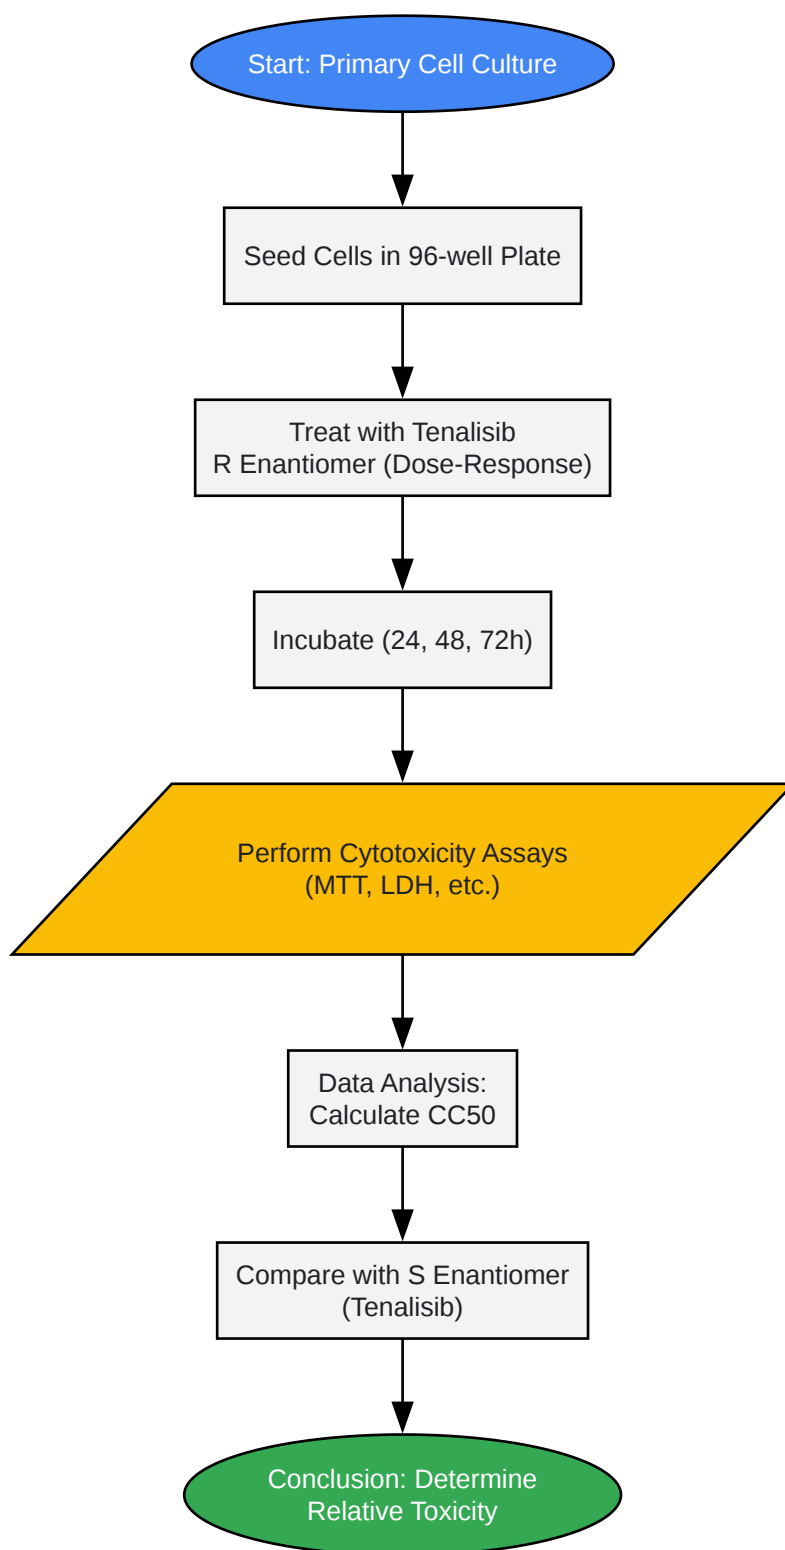 Start: Primary Cell Culture
Seed Cells in 96-well Plate
Treat with Tenalisib
R Enantiomer (Dose-Response)
Incubate (24, 48, 72h)
Perform Cytotoxicity Assays
(MTT, LDH, etc.)
Data Analysis:
Calculate CC50
Compare with S Enantiomer
(Tenalisib)
Conclusion: Determine
Relative Toxicity